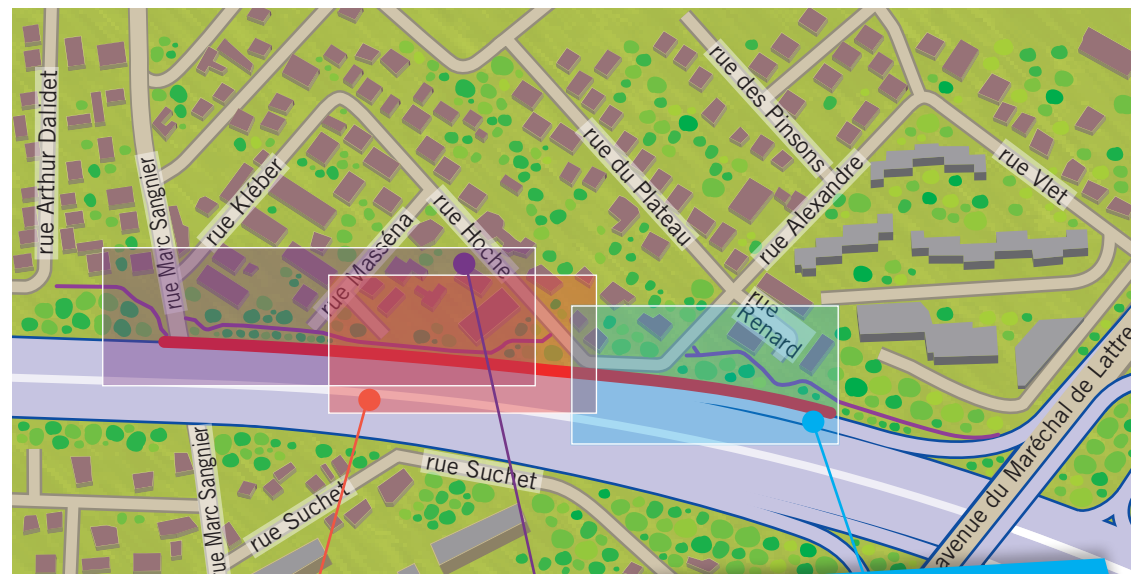 rue Arthur Dalidet
rue Marc Sangnier
rue Kléber
rue Masséna
rue Hoche
rue du Plateau
rue des Pinsons
rue Alexandre
rue Viet
rue
Renard
avenue du Maréchal de Lattre
rue Marc Sangnier
rue Suchet
rue Suchet